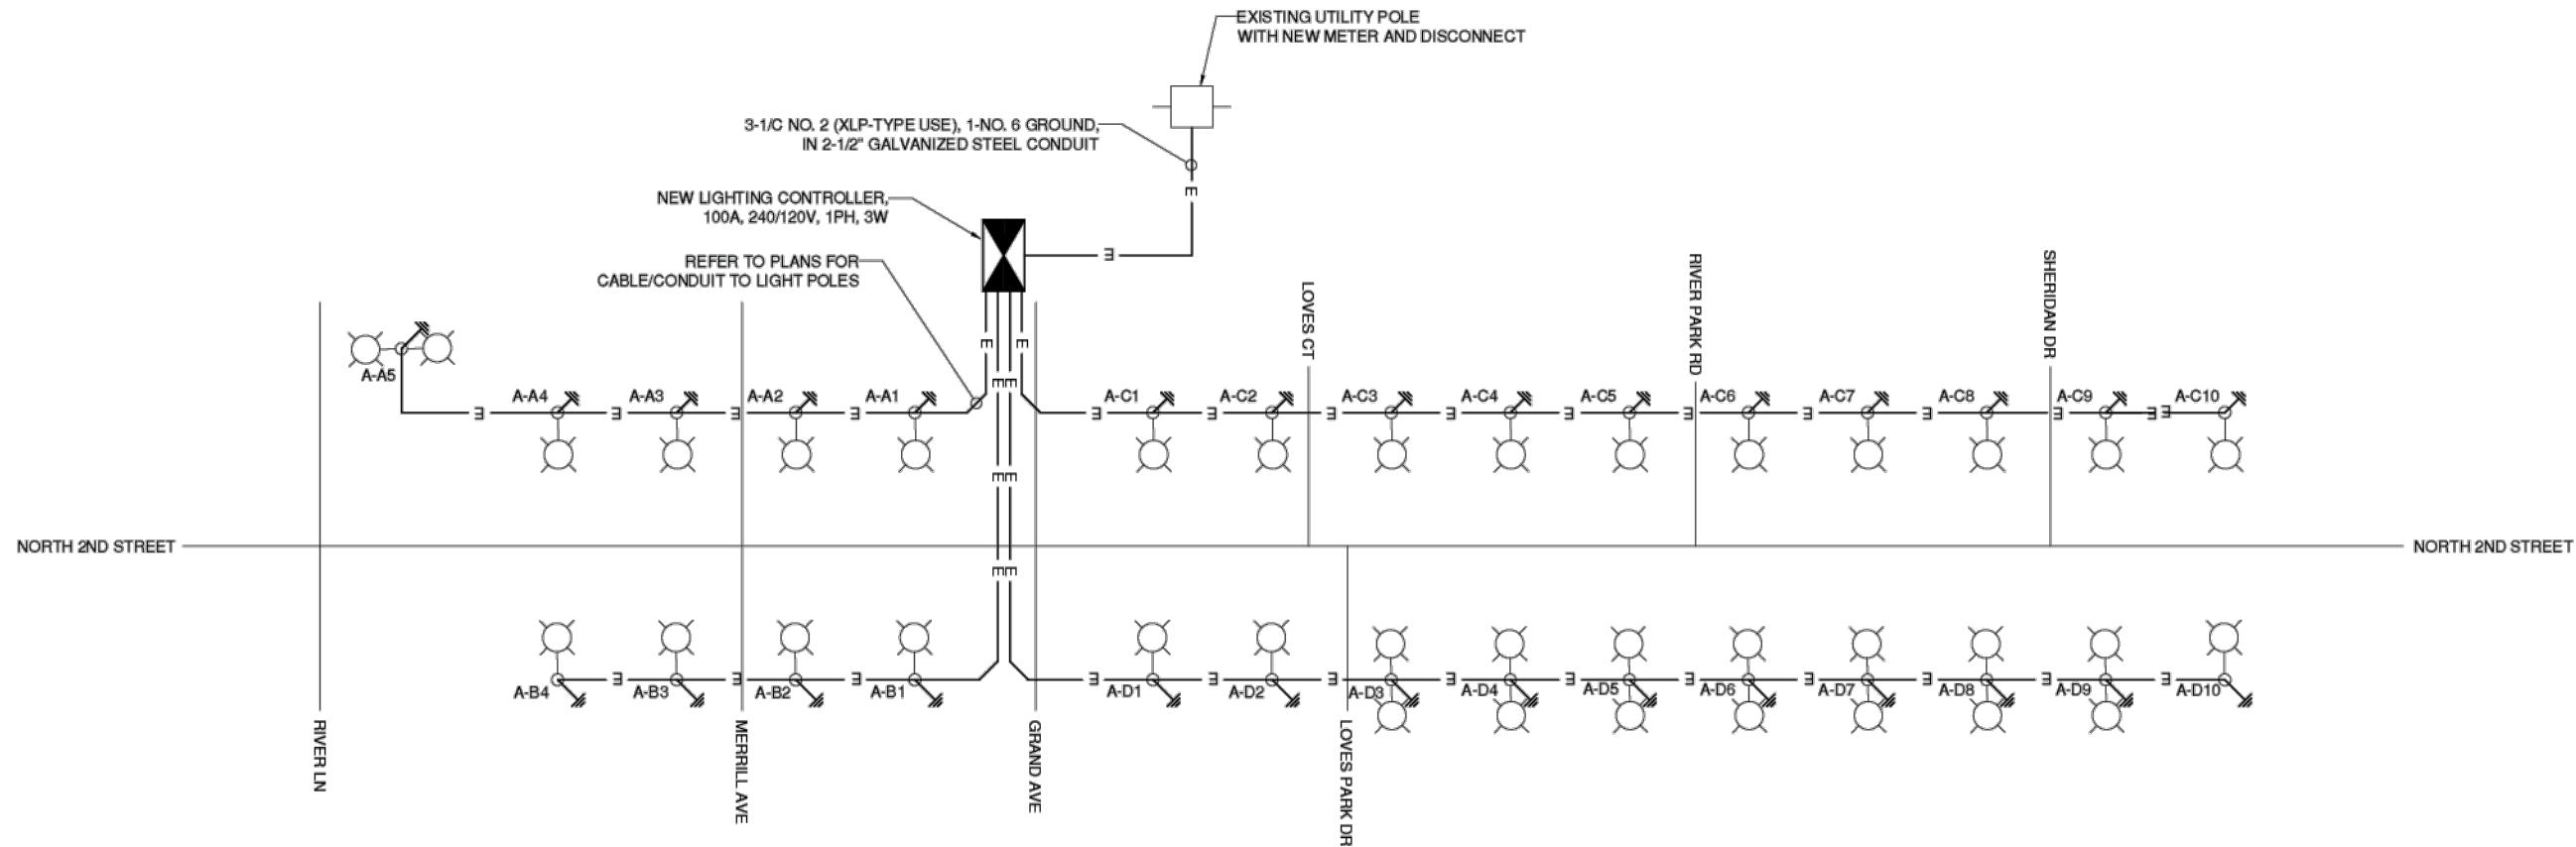 EXISTING UTILITY POLE
WITH NEW METER AND DISCONNECT
3-1/C NO. 2 (XLP-TYPE USE), 1-NO. 6 GROUND,
IN 2-1/2" GALVANIZED STEEL CONDUIT
E
NEW LIGHTING CONTROLLER,
100A, 240/120V, 1PH, 3W
E
REFER TO PLANS FOR
CABLE/CONDUIT TO LIGHT POLES
LOVES CT
RIVER PARK RD
SHERIDAN DR
E E
A-A5
E E
A-A4 A-A3 A-A2 A-A1 A-C1 A-C2 A-C3 A-C4 A-C5 A-C6 A-C7 A-C8 A-C9 A-C10
E E E E E E E E E E E E E E E
E E
NORTH 2ND STREET NORTH 2ND STREET
E E
E E E E E E E E E E E E E
A-B4 A-B3 A-B2 A-B1 A-D1 A-D2 A-D3 A-D4 A-D5 A-D6 A-D7 A-D8 A-D9 A-D10
RIVER LN
MERRILL AVE
GRAND AVE
LOVES PARK DR